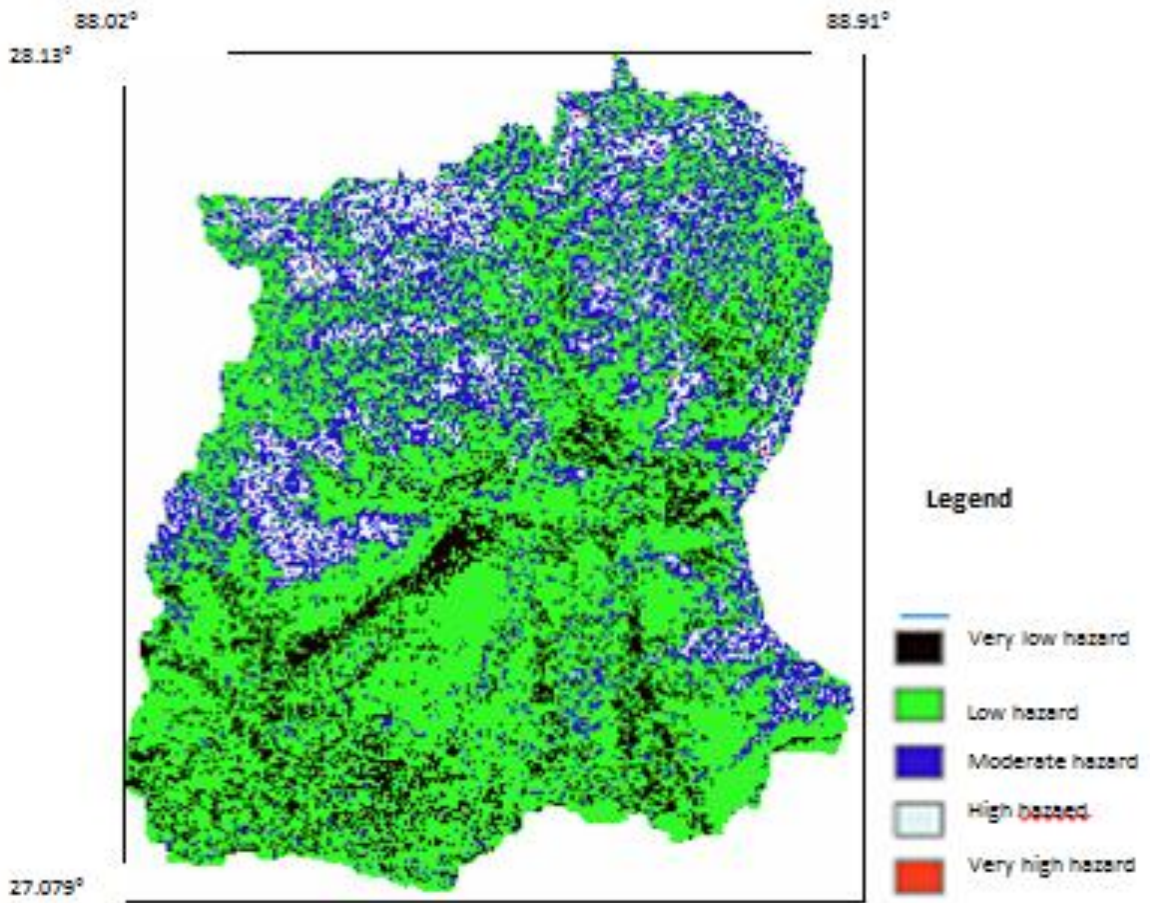 88.02°
88.91°
28.13°
Legend
Very low hazard
Low hazard
Moderate hazard
High hazaed
Very high hazard
27.079°